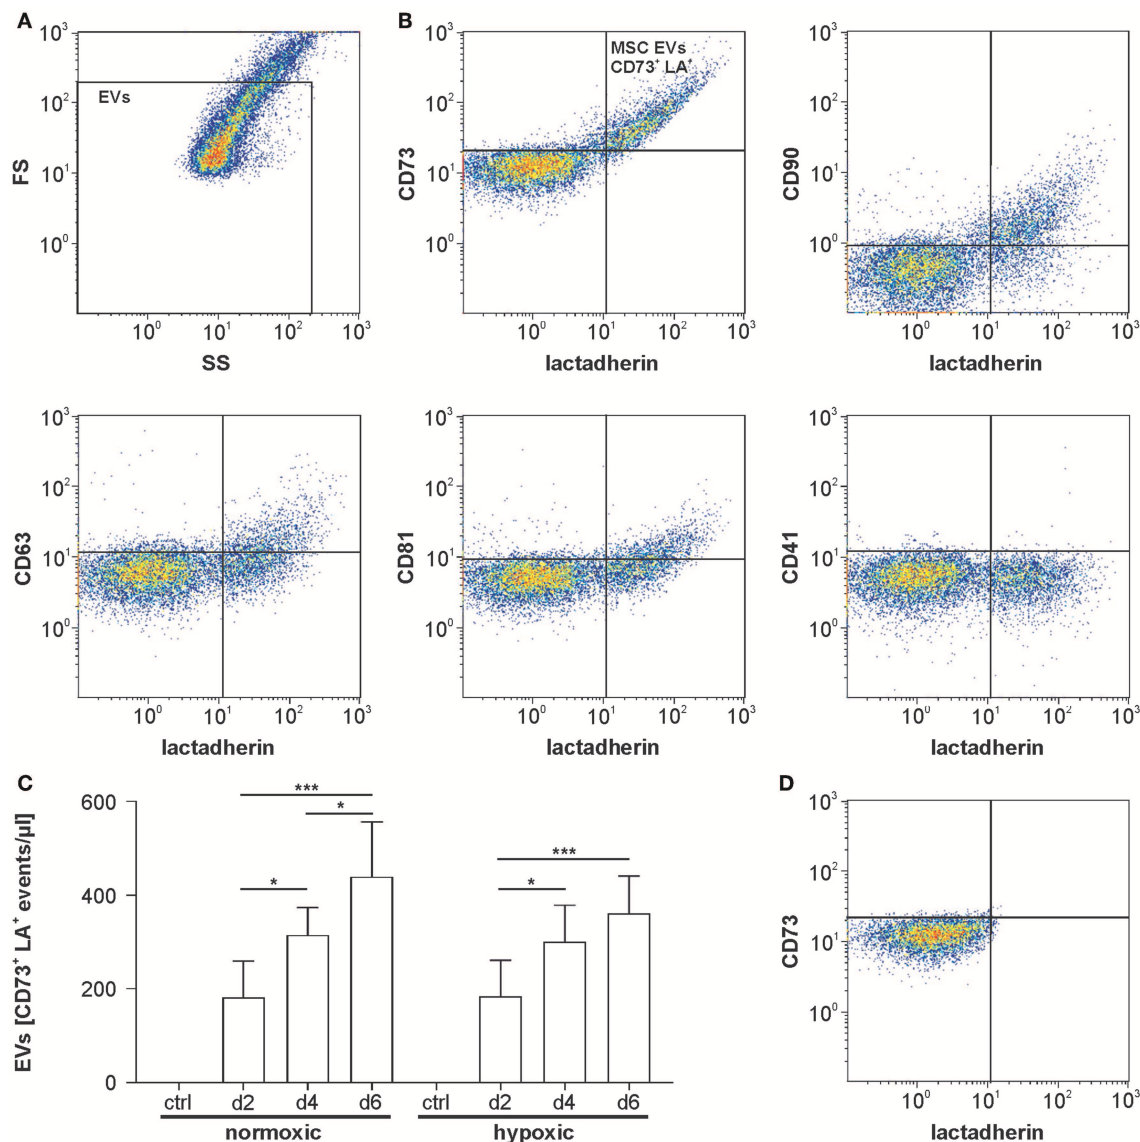 A
10³
10²
10¹
10⁰
FS
EVs
10⁰ 10¹ 10² 10³
SS
B
10³
10²
10¹
10⁰
CD73
MSC EVs
CD73⁺ LA⁺
10⁰ 10¹ 10² 10³
lactadherin
10³
10²
10¹
10⁰
CD90
10⁰ 10¹ 10² 10³
lactadherin
10³
10²
10¹
10⁰
CD63
10⁰ 10¹ 10² 10³
lactadherin
10³
10²
10¹
10⁰
CD81
10⁰ 10¹ 10² 10³
lactadherin
10³
10²
10¹
10⁰
CD41
10⁰ 10¹ 10² 10³
lactadherin
C
EVs [CD73⁺ LA⁺ events/µl]
600
400
200
0
***
*
*
***
*
ctrl d2 d4 d6 ctrl d2 d4 d6
normoxic hypoxic
D
10³
10²
10¹
10⁰
CD73
10⁰ 10¹ 10² 10³
lactadherin